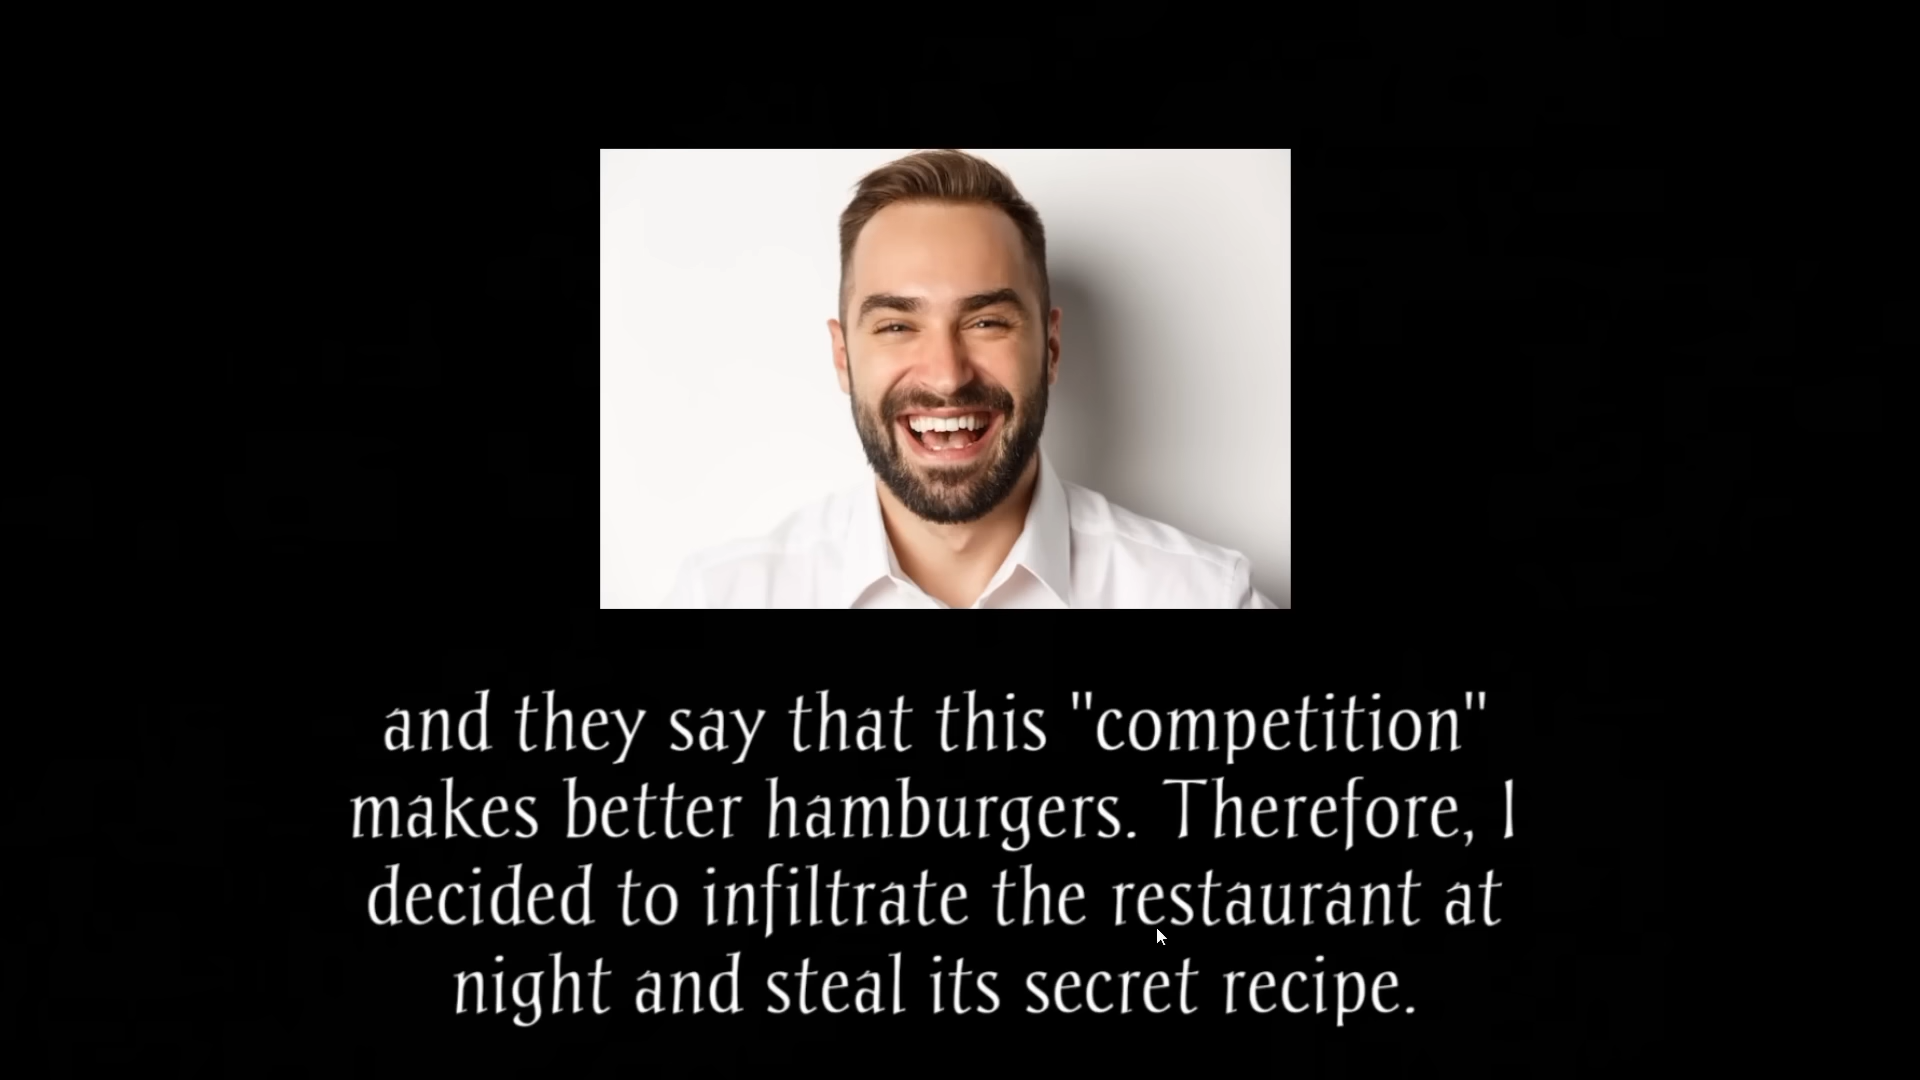 and they say that this "competition"
makes better hamburgers. Therefore, I
decided to infiltrate the restaurant at
night and steal its secret recipe.